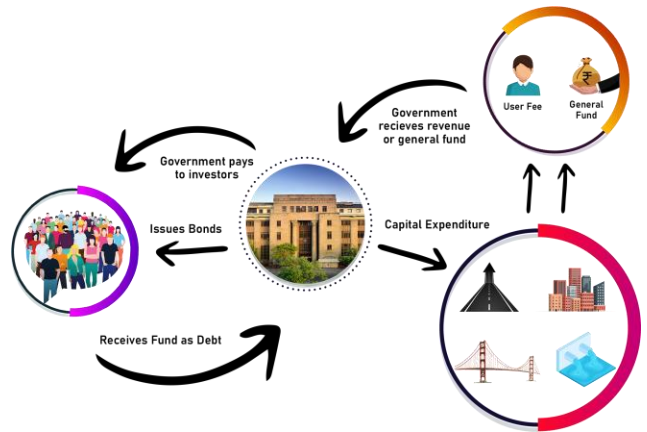 User Fee
General
Fund
Government
recieves revenue
or general fund
Government pays
to investors
Issues Bonds
Capital Expenditure
Receives Fund as Debt
₹